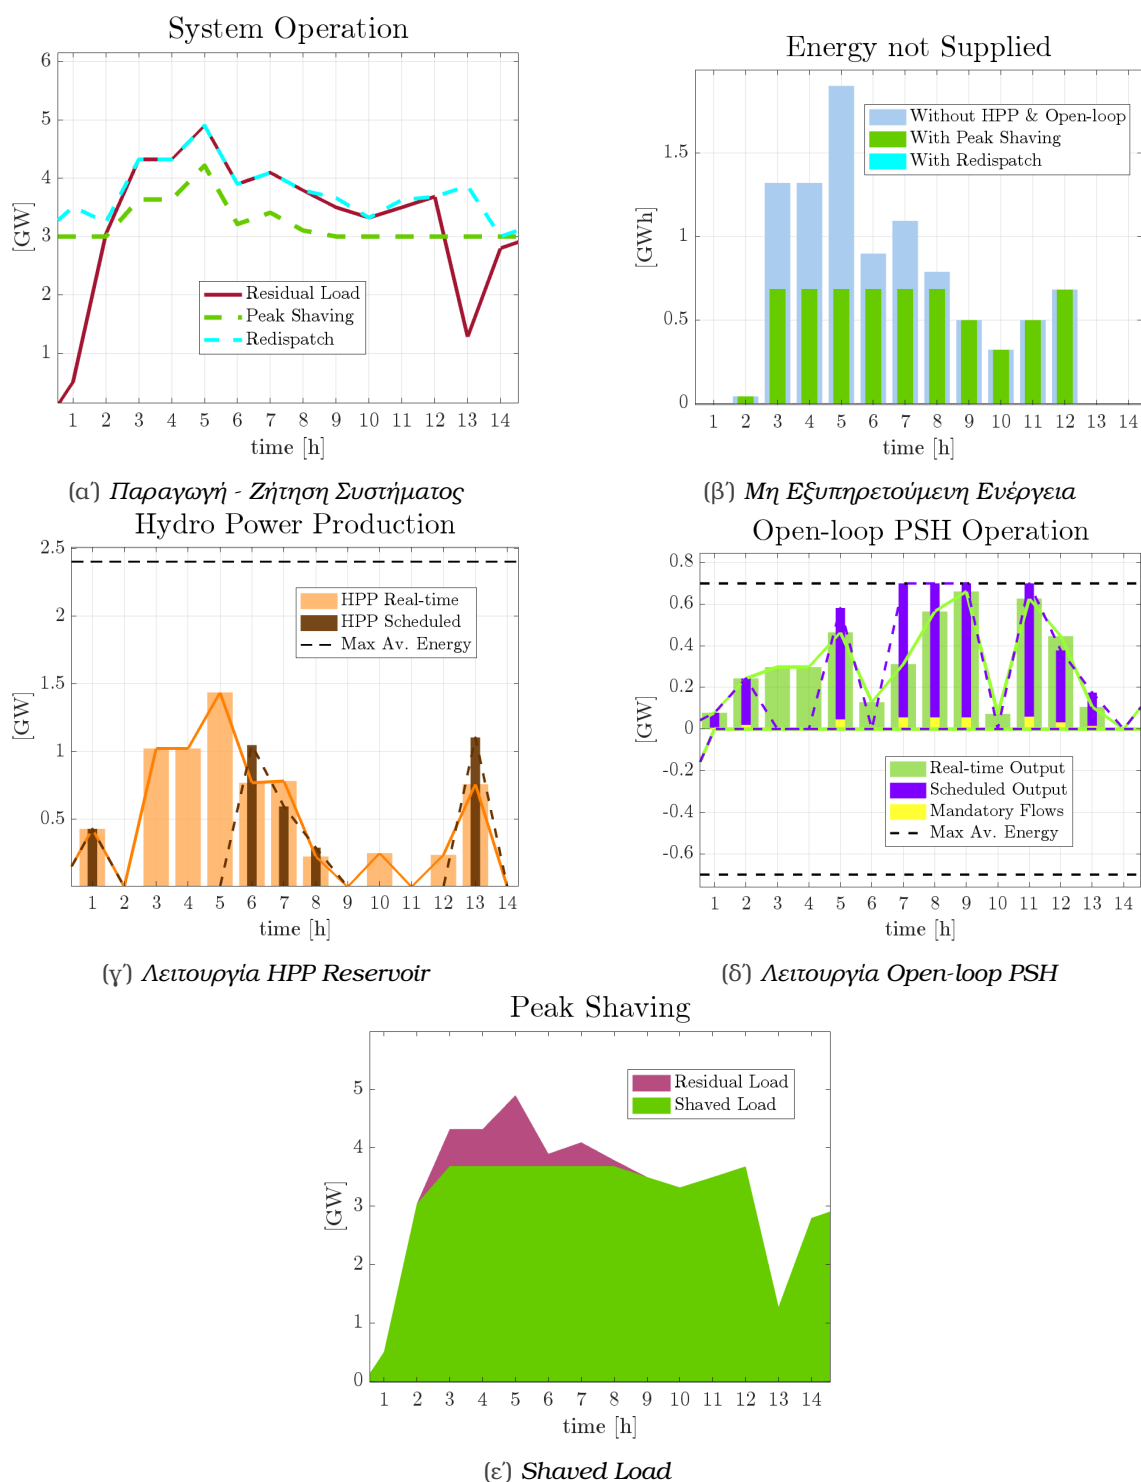 System Operation
[GW]
6
5
4
3
2
1
Residual Load
Peak Shaving
Redispatch
1 2 3 4 5 6 7 8 9 10 11 12 13 14
time [h]
(α΄) Παραγωγή - Ζήτηση Συστήματος
Energy not Supplied
[GWh]
1.5
1
0.5
0
Without HPP & Open-loop
With Peak Shaving
With Redispatch
1 2 3 4 5 6 7 8 9 10 11 12 13 14
time [h]
(β΄) Μη Εξυπηρετούμενη Ενέργεια
Hydro Power Production
[GW]
2.5
2
1.5
1
0.5
HPP Real-time
HPP Scheduled
Max Av. Energy
1 2 3 4 5 6 7 8 9 10 11 12 13 14
time [h]
(γ΄) Λειτουργία HPP Reservoir
Open-loop PSH Operation
[GW]
0.8
0.6
0.4
0.2
0
-0.2
-0.4
-0.6
Real-time Output
Scheduled Output
Mandatory Flows
Max Av. Energy
1 2 3 4 5 6 7 8 9 10 11 12 13 14
time [h]
(δ΄) Λειτουργία Open-loop PSH
Peak Shaving
[GW]
5
4
3
2
1
0
Residual Load
Shaved Load
1 2 3 4 5 6 7 8 9 10 11 12 13 14
time [h]
(ε΄) Shaved Load